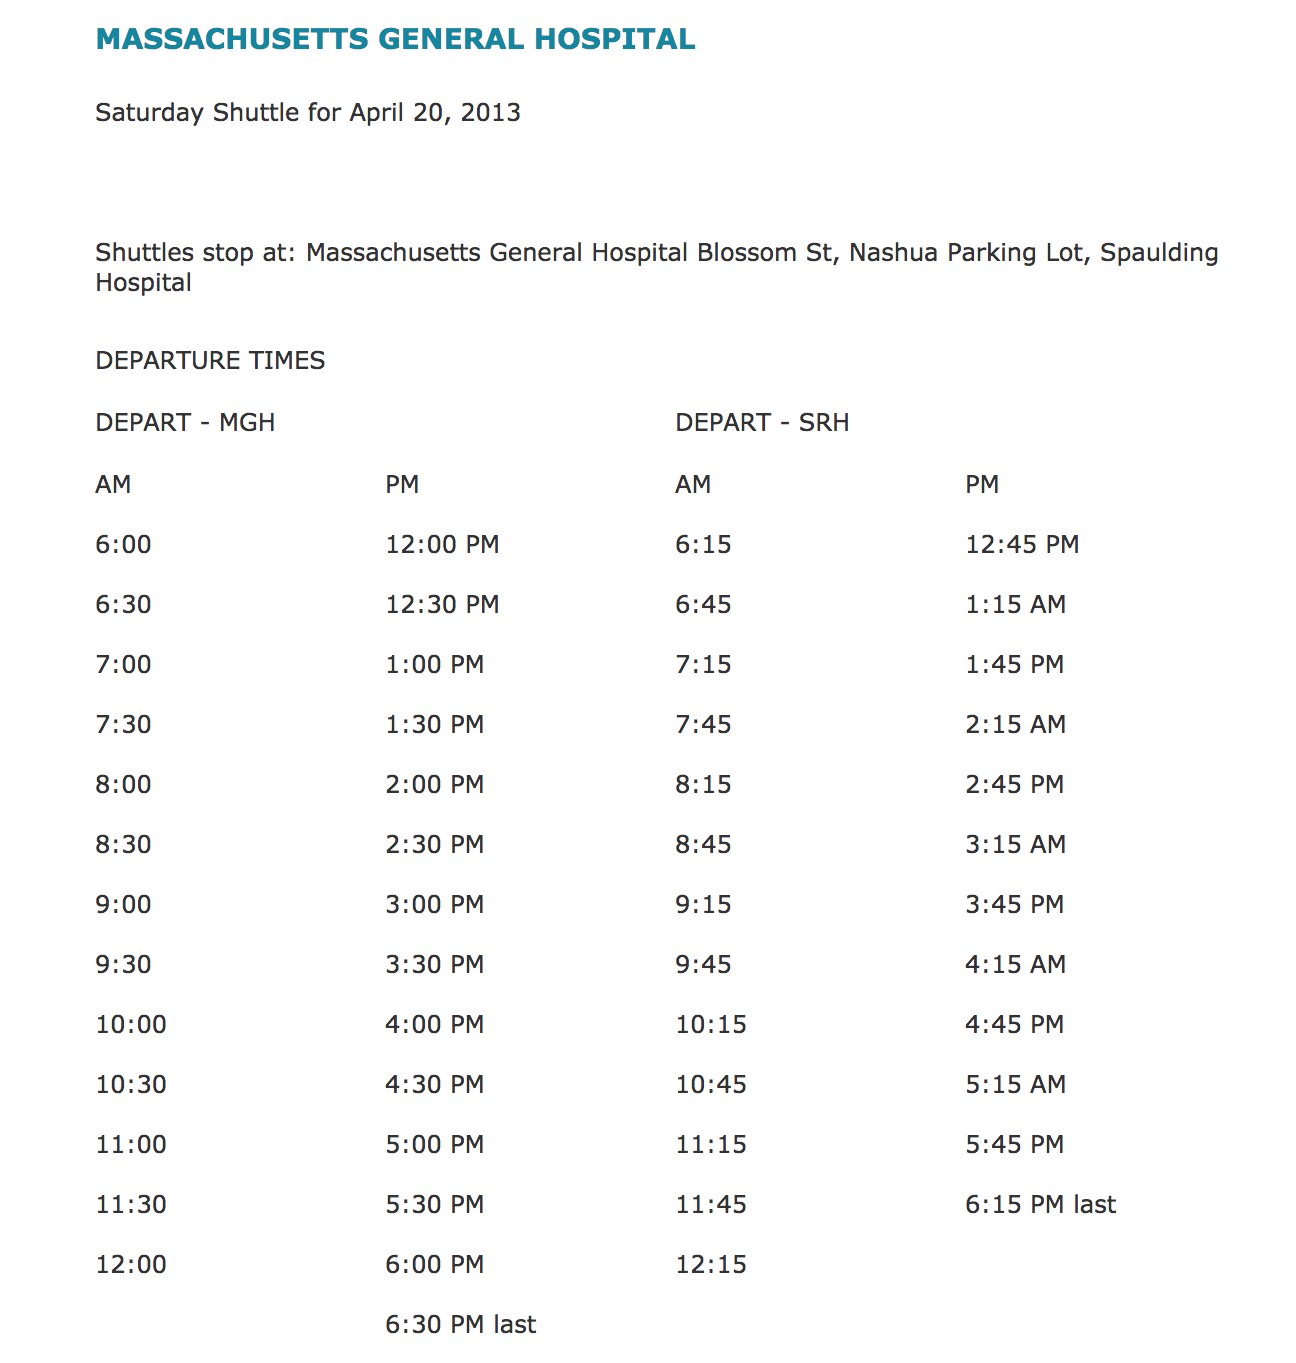 MASSACHUSETTS GENERAL HOSPITAL
Saturday Shuttle for April 20, 2013
Shuttles stop at: Massachusetts General Hospital Blossom St, Nashua Parking Lot, Spaulding
Hospital
DEPARTURE TIMES
DEPART - MGH DEPART - SRH
AM PM AM PM
6:00 12:00 PM 6:15 12:45 PM
6:30 12:30 PM 6:45 1:15 AM
7:00 1:00 PM 7:15 1:45 PM
7:30 1:30 PM 7:45 2:15 AM
8:00 2:00 PM 8:15 2:45 PM
8:30 2:30 PM 8:45 3:15 AM
9:00 3:00 PM 9:15 3:45 PM
9:30 3:30 PM 9:45 4:15 AM
10:00 4:00 PM 10:15 4:45 PM
10:30 4:30 PM 10:45 5:15 AM
11:00 5:00 PM 11:15 5:45 PM
11:30 5:30 PM 11:45 6:15 PM last
12:00 6:00 PM 12:15
6:30 PM last